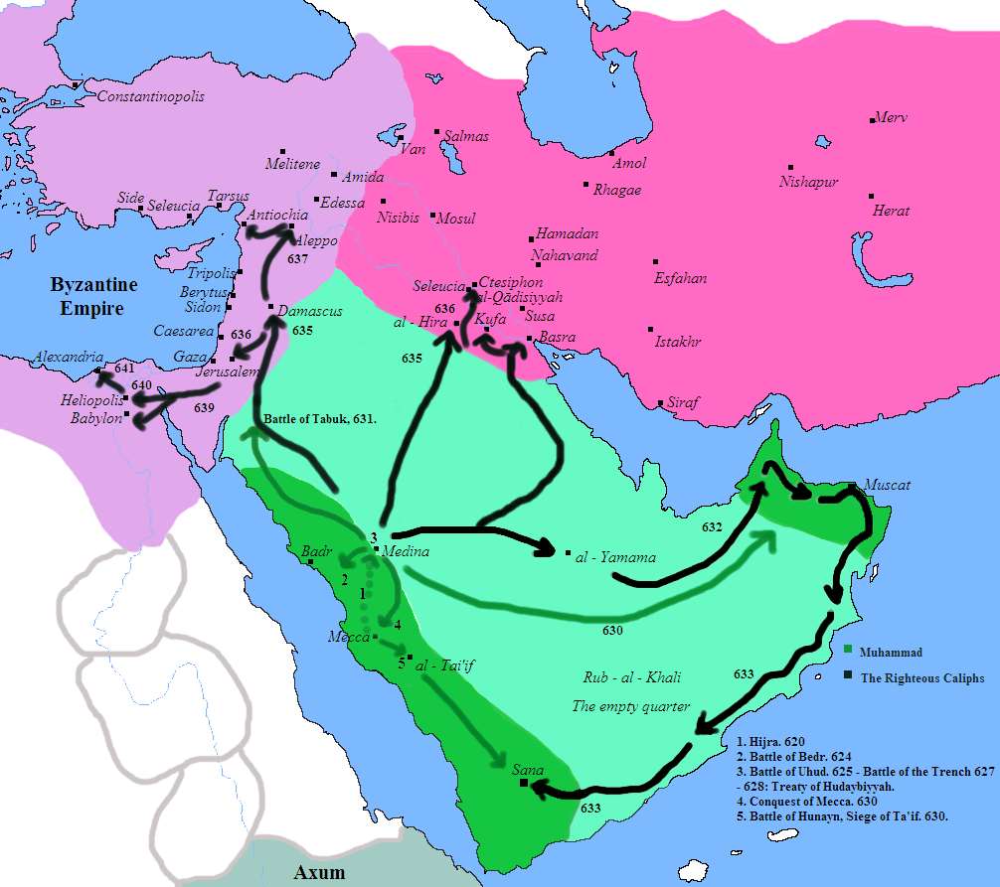 Constantinopolis
Merv
Salmas
Van
Amol
Melitene
Amida
Rhagae
Nishapur
Side
Seleucia
Tarsus
Edessa
Nisibis
Mosul
Herat
Antiochia
Aleppo
Hamadan
Nahavand
637
Tripolis
Esfahan
Byzantine
Empire
Berytus
Sidon
Seleucia
Ctesiphon
al-Qādisiyyah
Damascus
636
Susa
al - Hira
Kufa
Caesarea
636
635
Basra
Istakhr
Alexandria
Gaza
635
641
Jerusalem
640
Heliopolis
639
Siraf
Babylon
Battle of Tabuk, 631.
Muscat
632
3
Badr
Medina
al - Yamama
2
1
4
630
Mecca
5
al - Tai'if
Muhammad
633
Rub - al - Khali
The Righteous Caliphs
The empty quarter
1. Hijra. 620
2. Battle of Bedr. 624
3. Battle of Uhud. 625 - Battle of the Trench 627
- 628: Treaty of Hudaybiyyah.
4. Conquest of Mecca. 630
5. Battle of Hunayn, Siege of Ta'if. 630.
Sana
633
Axum